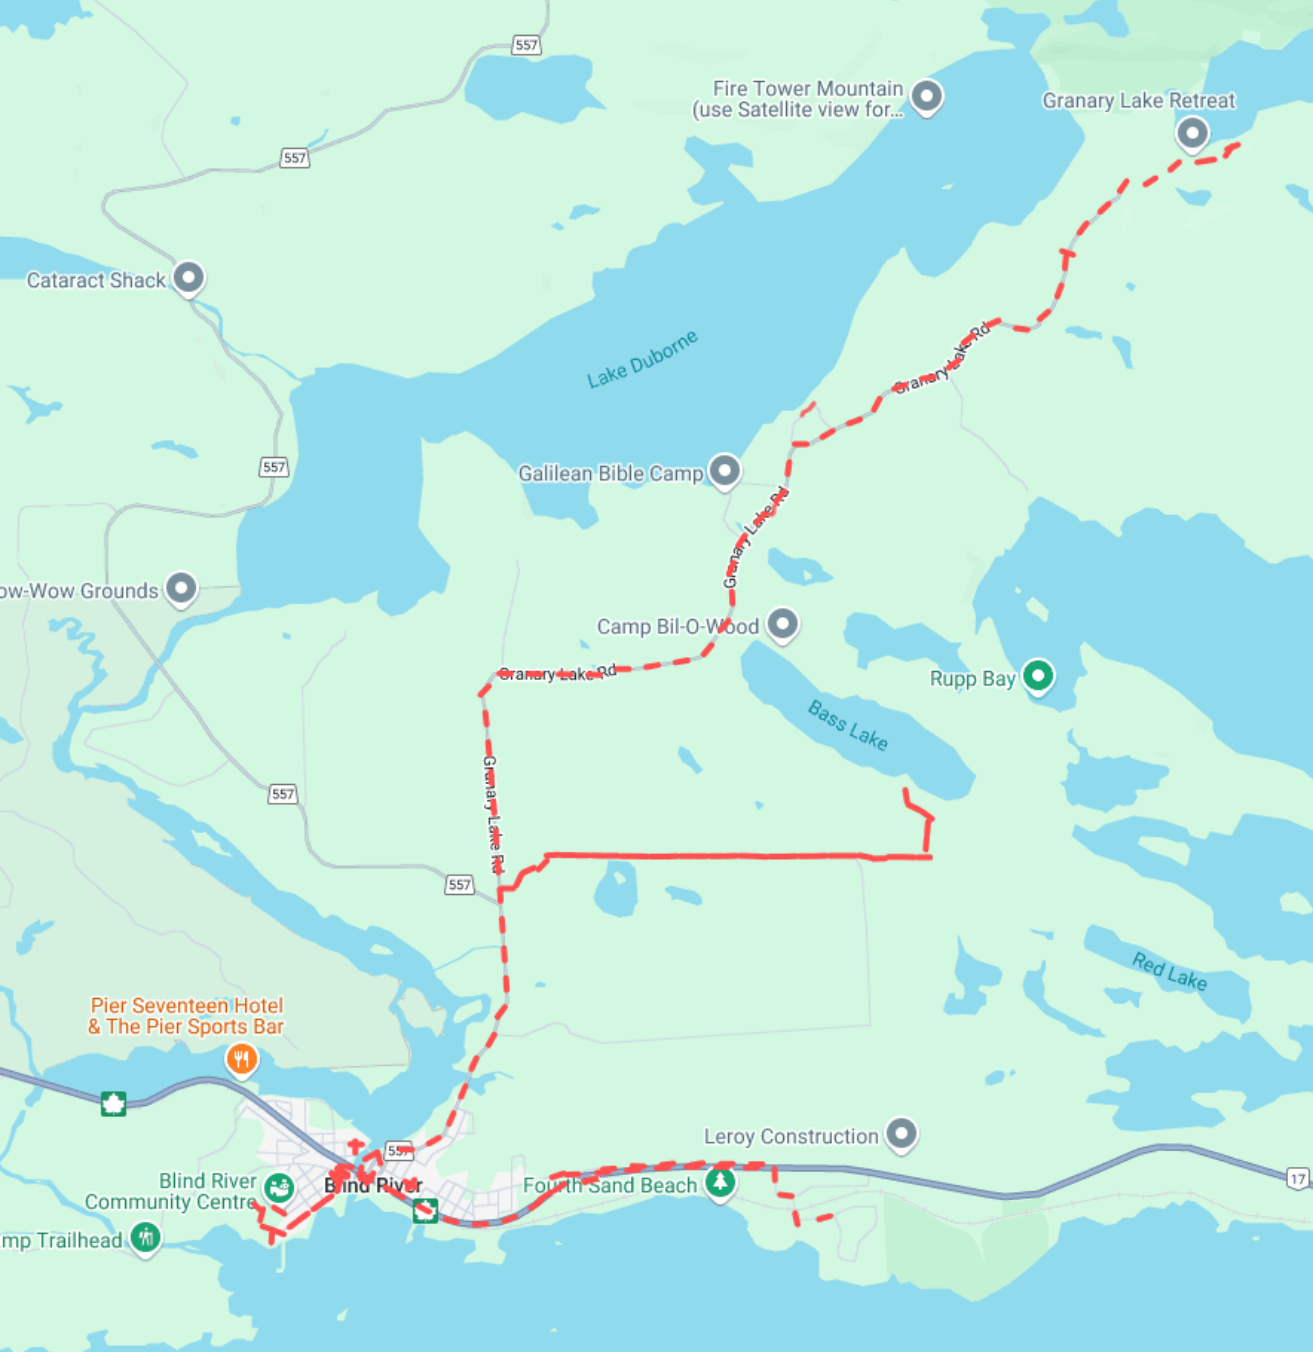 557
Fire Tower Mountain
(use Satellite view for...
Granary Lake Retreat
557
Cataract Shack
Lake Duborne
Granary Lake Rd
557
Galilean Bible Camp
Granary Lake Rd
ow-Wow Grounds
Camp Bil-O-Wood
Granary Lake Rd
Rupp Bay
Bass Lake
Granary Lake Rd
557
557
Red Lake
Pier Seventeen Hotel
& The Pier Sports Bar
Leroy Construction
557
Blind River
Community Centre
Blind River
Fourth Sand Beach
17
mp Trailhead